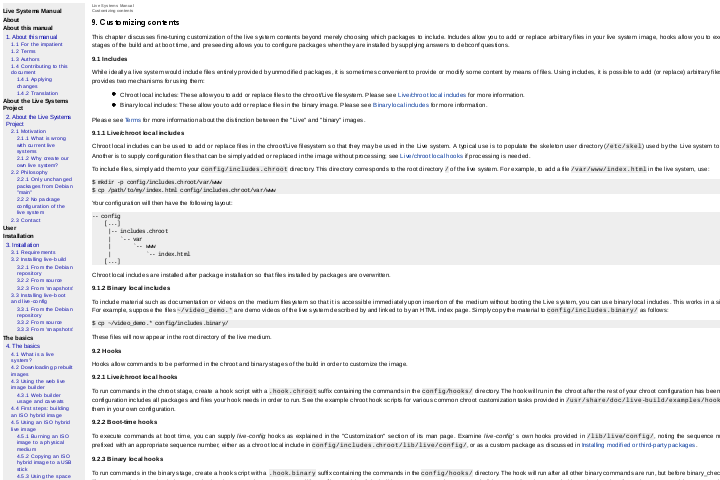 Live Systems Manual
About
About this manual
1. About this manual
1.1 For the impatient
1.2 Terms
1.3 Authors
1.4 Contributing to this
document
1.4.1 Applying
changes
1.4.2 Translation
About the Live Systems
Project
2. About the Live Systems
Project
2.1 Motivation
2.1.1 What is wrong
with current live
systems
2.1.2 Why create our
own live system?
2.2 Philosophy
2.2.1 Only unchanged
packages from Debian
"main"
2.2.2 No package
configuration of the
live system
2.3 Contact
User
Installation
3. Installation
3.1 Requirements
3.2 Installing live-build
3.2.1 From the Debian
repository
3.2.2 From source
3.2.3 From 'snapshots'
3.3 Installing live-boot
and live-config
3.3.1 From the Debian
repository
3.3.2 From source
3.3.3 From 'snapshots'
The basics
4. The basics
4.1 What is a live
system?
4.2 Downloading prebuilt
images
4.3 Using the web live
image builder
4.3.1 Web builder
usage and caveats
4.4 First steps: building
an ISO hybrid image
4.5 Using an ISO hybrid
live image
4.5.1 Burning an ISO
image to a physical
medium
4.5.2 Copying an ISO
hybrid image to a USB
stick
4.5.3 Using the space
Live Systems Manual
Customizing contents
9. Customizing contents
This chapter discusses fine-tuning customization of the live system contents beyond merely choosing which packages to include. Includes allow you to add or replace arbitrary files in your live system image, hooks allow you to exe
stages of the build and at boot time, and preseeding allows you to configure packages when they are installed by supplying answers to debconf questions.
9.1 Includes
While ideally a live system would include files entirely provided by unmodified packages, it is sometimes convenient to provide or modify some content by means of files. Using includes, it is possible to add (or replace) arbitrary files
provides two mechanisms for using them:
● Chroot local includes: These allow you to add or replace files to the chroot/Live filesystem. Please see Live/chroot local includes for more information.
● Binary local includes: These allow you to add or replace files in the binary image. Please see Binary local includes for more information.
Please see Terms for more information about the distinction between the "Live" and "binary" images.
9.1.1 Live/chroot local includes
Chroot local includes can be used to add or replace files in the chroot/Live filesystem so that they may be used in the Live system. A typical use is to populate the skeleton user directory (/etc/skel) used by the Live system to
Another is to supply configuration files that can be simply added or replaced in the image without processing; see Live/chroot local hooks if processing is needed.
To include files, simply add them to your config/includes.chroot directory. This directory corresponds to the root directory / of the live system. For example, to add a file /var/www/index.html in the live system, use:
$ mkdir -p config/includes.chroot/var/www
$ cp /path/to/my/index.html config/includes.chroot/var/www
Your configuration will then have the following layout:
-- config
[...]
|-- includes.chroot
| `-- var
| `-- www
| `-- index.html
[...]
Chroot local includes are installed after package installation so that files installed by packages are overwritten.
9.1.2 Binary local includes
To include material such as documentation or videos on the medium filesystem so that it is accessible immediately upon insertion of the medium without booting the Live system, you can use binary local includes. This works in a si
For example, suppose the files ~/video_demo.* are demo videos of the live system described by and linked to by an HTML index page. Simply copy the material to config/includes.binary/ as follows:
$ cp ~/video_demo.* config/includes.binary/
These files will now appear in the root directory of the live medium.
9.2 Hooks
Hooks allow commands to be performed in the chroot and binary stages of the build in order to customize the image.
9.2.1 Live/chroot local hooks
To run commands in the chroot stage, create a hook script with a .hook.chroot suffix containing the commands in the config/hooks/ directory. The hook will run in the chroot after the rest of your chroot configuration has been
configuration includes all packages and files your hook needs in order to run. See the example chroot hook scripts for various common chroot customization tasks provided in /usr/share/doc/live-build/examples/hook
them in your own configuration.
9.2.2 Boot-time hooks
To execute commands at boot time, you can supply live-config hooks as explained in the "Customization" section of its man page. Examine live-config's own hooks provided in /lib/live/config/, noting the sequence n
prefixed with an appropriate sequence number, either as a chroot local include in config/includes.chroot/lib/live/config/, or as a custom package as discussed in Installing modified or third-party packages.
9.2.3 Binary local hooks
To run commands in the binary stage, create a hook script with a .hook.binary suffix containing the commands in the config/hooks/ directory. The hook will run after all other binary commands are run, but before binary_chec